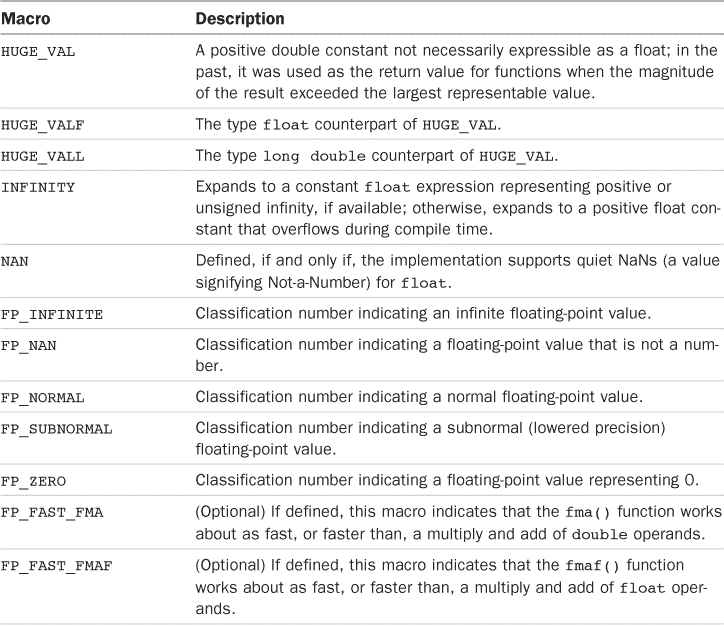 Macro Description
HUGE_VAL A positive double constant not necessarily expressible as a float; in the
past, it was used as the return value for functions when the magnitude
of the result exceeded the largest representable value.
HUGE_VALF The type float counterpart of HUGE_VAL.
HUGE_VALL The type long double counterpart of HUGE_VAL.
INFINITY Expands to a constant float expression representing positive or
unsigned infinity, if available; otherwise, expands to a positive float con-
stant that overflows during compile time.
NAN Defined, if and only if, the implementation supports quiet NaNs (a value
signifying Not-a-Number) for float.
FP_INFINITE Classification number indicating an infinite floating-point value.
FP_NAN Classification number indicating a floating-point value that is not a num-
ber.
FP_NORMAL Classification number indicating a normal floating-point value.
FP_SUBNORMAL Classification number indicating a subnormal (lowered precision)
floating-point value.
FP_ZERO Classification number indicating a floating-point value representing 0.
FP_FAST_FMA (Optional) If defined, this macro indicates that the fma() function works
about as fast, or faster than, a multiply and add of double operands.
FP_FAST_FMAF (Optional) If defined, this macro indicates that the fmaf() function
works about as fast, or faster than, a multiply and add of float oper-
ands.